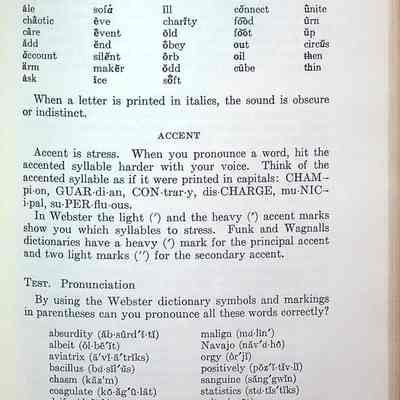 āle sofȧ ĭll cŏnnect ūnite
chāotic ēve charĭty fo͞od ûrn
câre ēvent ōld fo͝ot ŭp
ădd ĕnd ōbey out circŭs
ăccount silĕnt ôrb oil then
ärm makẽr ŏdd cūbe thin
ȧsk īce sŏft
When a letter is printed in italics, the sound is obscure
or indistinct.
ACCENT
Accent is stress. When you pronounce a word, hit the
accented syllable harder with your voice. Think of the
accented syllable as if it were printed in capitals: CHAM-
pi·on, GUAR·di·an, CON·trar·y, dis·CHARGE, mu·NIC-
i·pal, su·PER·flu·ous.
In Webster the light (′) and the heavy (′) accent marks
show you which syllables to stress. Funk and Wagnalls
dictionaries have a heavy (′) mark for the principal accent
and two light marks (″) for the secondary accent.
TEST. Pronunciation
By using the Webster dictionary symbols and markings
in parentheses can you pronounce all these words correctly?
absurdity (ăb·sûrd′ĭ·tĭ) malign (mȧ·līn′)
albeit (ôl·bē′ĭt) Navajo (năv′ȧ·hō)
aviatrix (ā′vĭ·ā′trĭks) orgy (ôr′jĭ)
bacillus (bȧ·sĭl′ŭs) positively (pŏz′ĭ·tĭv·lĭ)
chasm (kăz′m) sanguine (săng′gwĭn)
coagulate (kō·ăg′ū·lāt) statistics (stȧ·tĭs′tĭks)